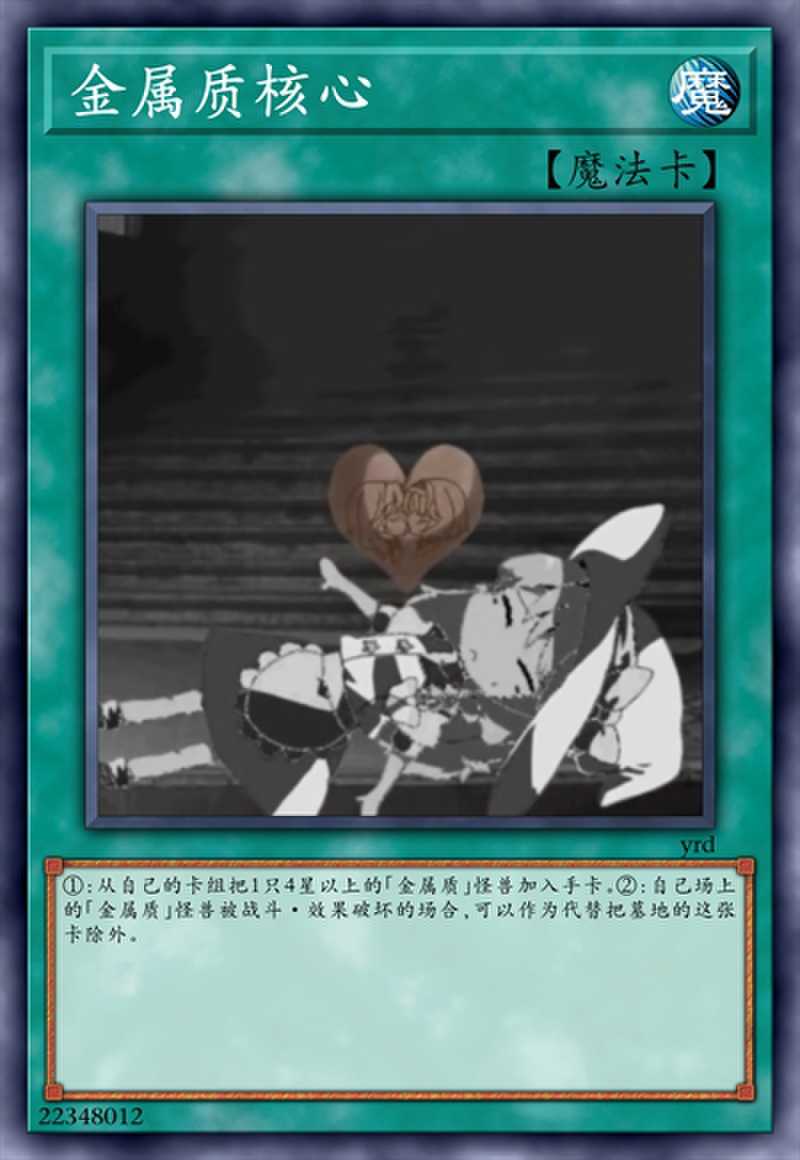 金属质核心
魔
【魔法卡】
yrd
①:从自己的卡组把1只4星以上的「金属质」怪兽加入手卡。②:自己场上
的「金属质」怪兽被战斗·效果破坏的场合,可以作为代替把墓地的这张
卡除外。
22348012